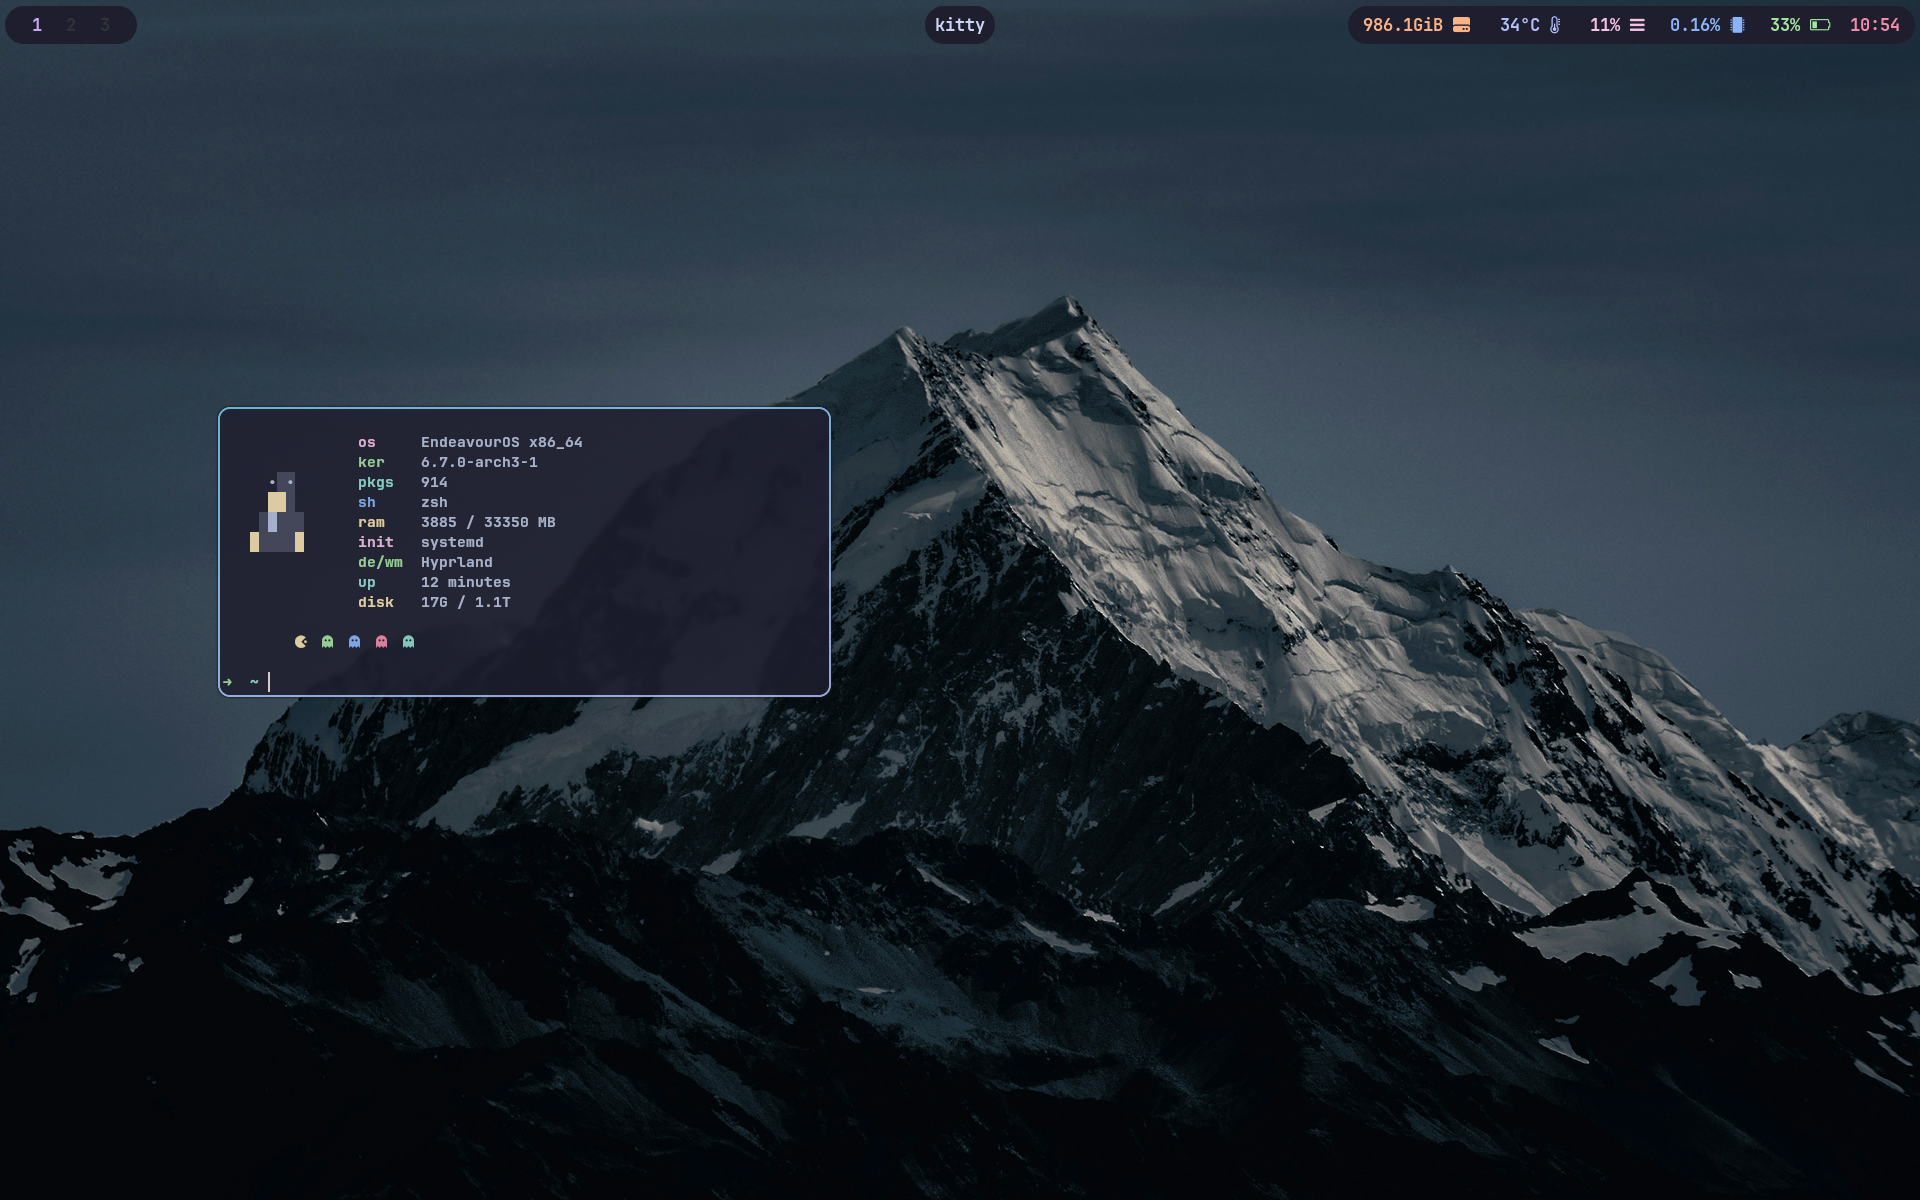 1 2 3
kitty
986.1GiB 34°C 11% 0.16% 33% 10:54
os EndeavourOS x86_64
ker 6.7.0-arch3-1
pkgs 914
sh zsh
ram 3885 / 33350 MB
init systemd
de/wm Hyprland
up 12 minutes
disk 17G / 1.1T
➜ ~